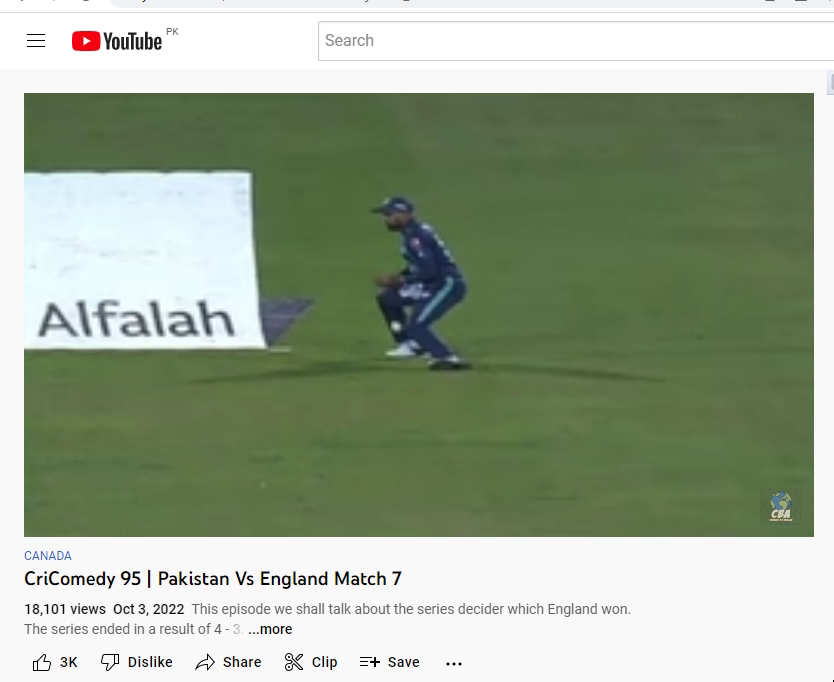 YouTube PK
Search
Alfalah
CBA
CANADA
CriComedy 95 | Pakistan Vs England Match 7
18,101 views Oct 3, 2022 This episode we shall talk about the series decider which England won.
The series ended in a result of 4 - 3. ...more
3K Dislike Share Clip Save ...